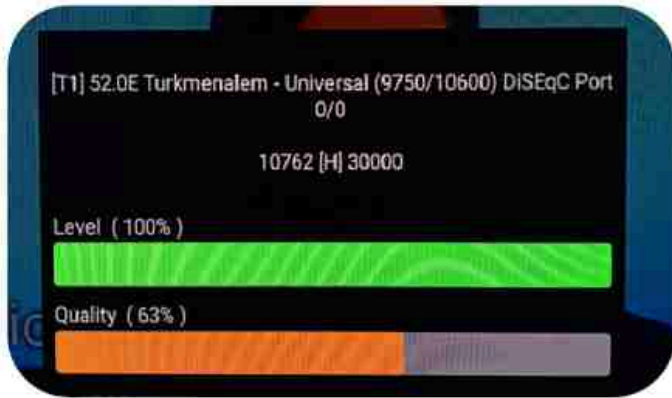 [T1] 52.0E Turkmenalem - Universal (9750/10600) DiSEqC Port
0/0
10762 [H] 30000
Level ( 100% )
Quality ( 63% )